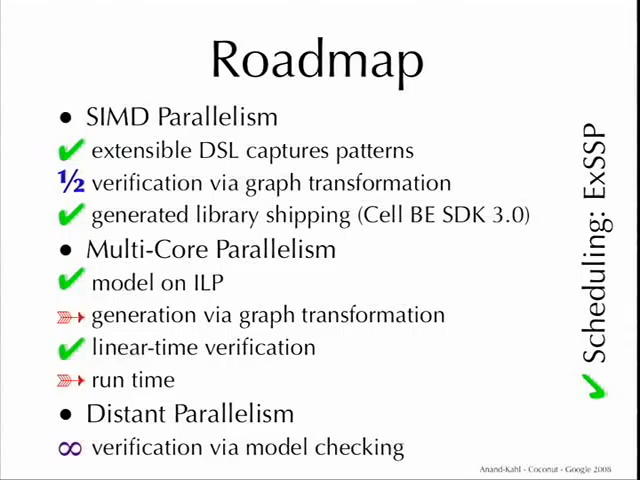 Roadmap
• SIMD Parallelism
✔ extensible DSL captures patterns
½ verification via graph transformation
✔ generated library shipping (Cell BE SDK 3.0)
• Multi-Core Parallelism
✔ model on ILP
➳ generation via graph transformation
✔ linear-time verification
➳ run time
• Distant Parallelism
∞ verification via model checking
✔ Scheduling: ExSSP
Anand-Kahl - Coconut - Google 2008